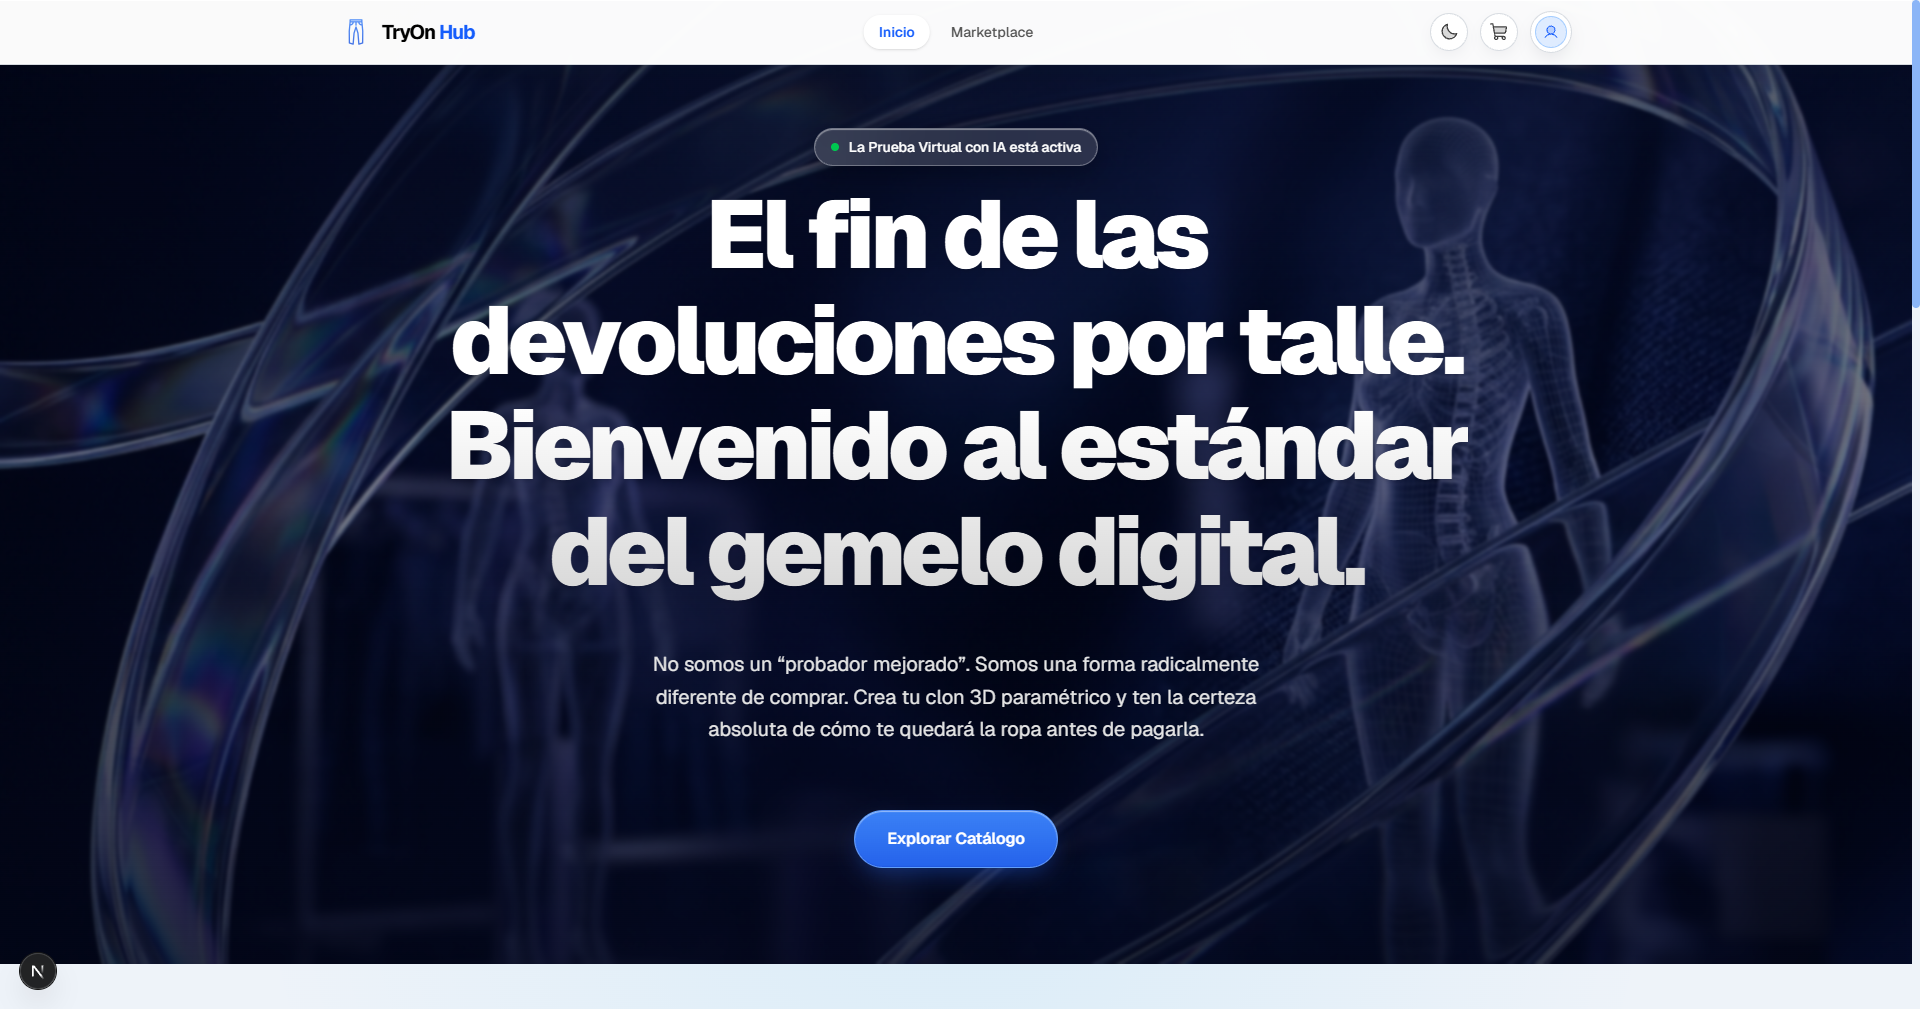 TryOn Hub
Inicio
Marketplace
La Prueba Virtual con IA está activa
El fin de las
devoluciones por talle.
Bienvenido al estándar
del gemelo digital.
No somos un “probador mejorado”. Somos una forma radicalmente
diferente de comprar. Crea tu clon 3D paramétrico y ten la certeza
absoluta de cómo te quedará la ropa antes de pagarla.
Explorar Catálogo
N